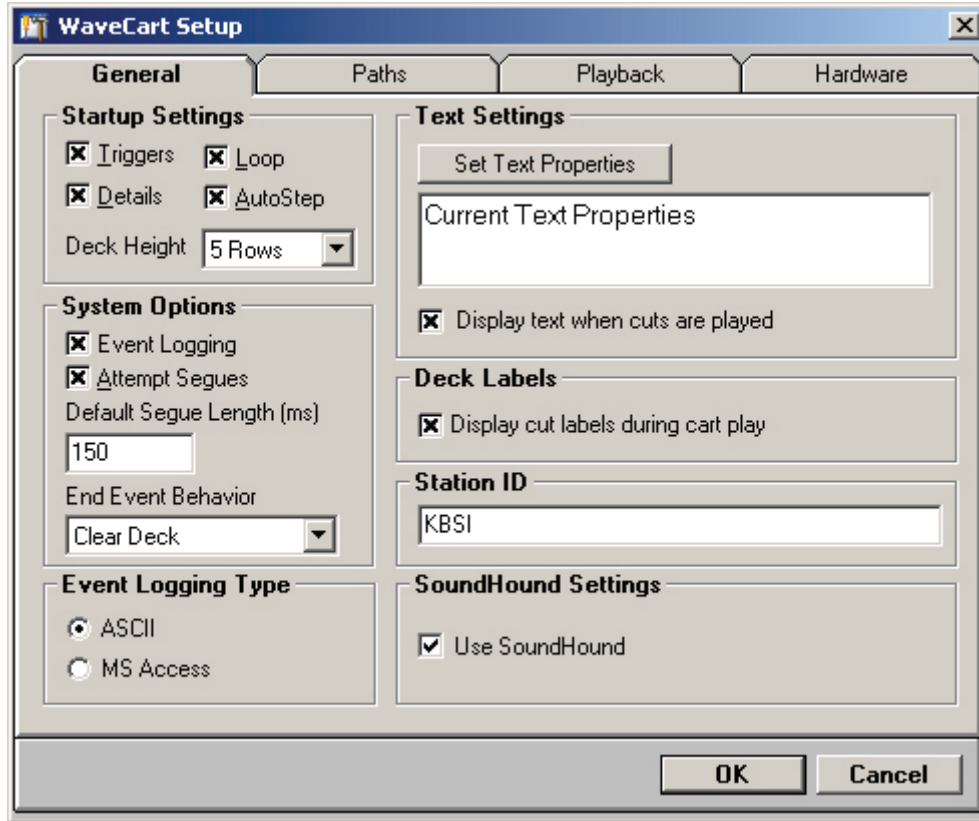 WaveCart Setup
General
Paths
Playback
Hardware
Startup Settings
Triggers
Loop
Details
AutoStep
Deck Height
5 Rows
System Options
Event Logging
Attempt Segues
Default Segue Length (ms)
150
End Event Behavior
Clear Deck
Event Logging Type
ASCII
MS Access
Text Settings
Set Text Properties
Current Text Properties
Display text when cuts are played
Deck Labels
Display cut labels during cart play
Station ID
KBSI
SoundHound Settings
Use SoundHound
OK
Cancel